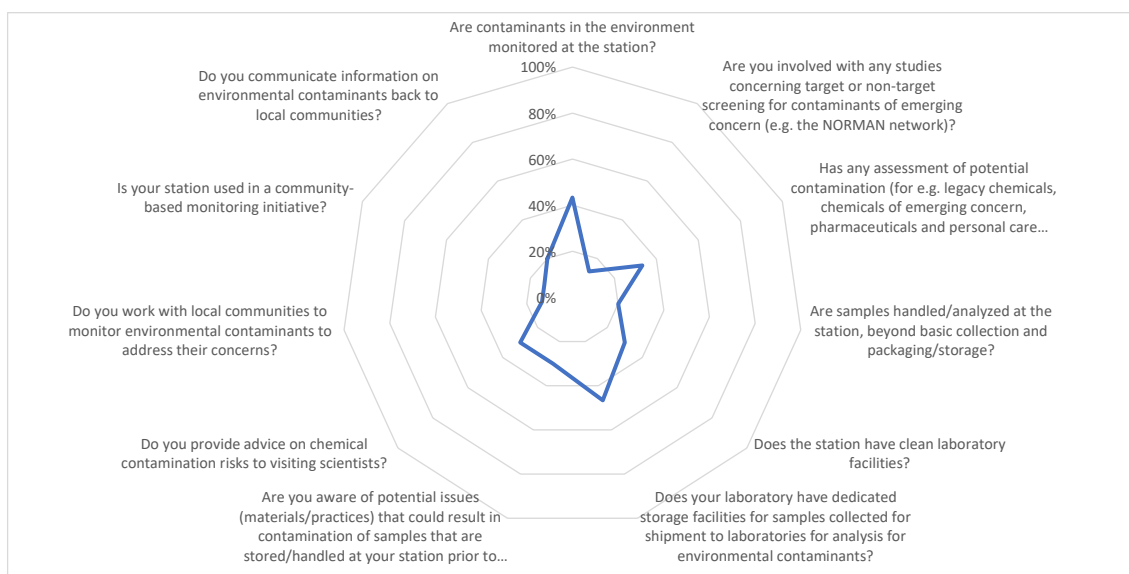 Are contaminants in the environment
monitored at the station?
Are you involved with any studies
concerning target or non-target
screening for contaminants of emerging
concern (e.g. the NORMAN network)?
Has any assessment of potential
contamination (for e.g. legacy chemicals,
chemicals of emerging concern,
pharmaceuticals and personal care…
Are samples handled/analyzed at the
station, beyond basic collection and
packaging/storage?
Does the station have clean laboratory
facilities?
Does your laboratory have dedicated
storage facilities for samples collected for
shipment to laboratories for analysis for
environmental contaminants?
Are you aware of potential issues
(materials/practices) that could result in
contamination of samples that are
stored/handled at your station prior to…
Do you provide advice on chemical
contamination risks to visiting scientists?
Do you work with local communities to
monitor environmental contaminants to
address their concerns?
Is your station used in a community-
based monitoring initiative?
Do you communicate information on
environmental contaminants back to
local communities?
100%
80%
60%
40%
20%
0%